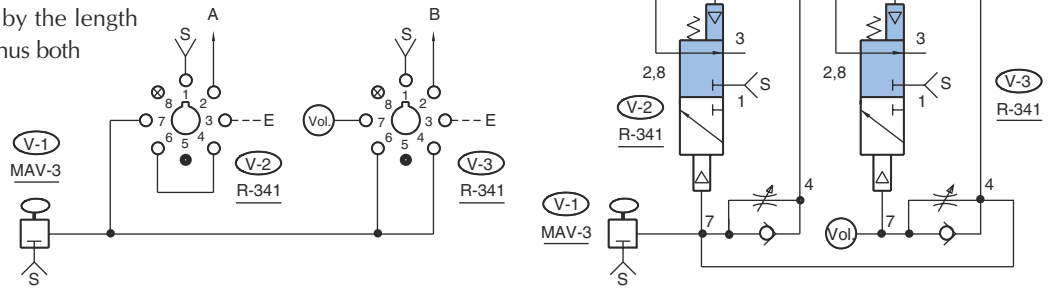 by the length
nus both
A
B
S
S
8
1
2
7
3
E
6
5
4
V-1
MAV-3
V-2
R-341
S
Vol.
8
1
2
7
3
E
6
5
4
V-3
R-341
3
2,8
S
1
V-2
R-341
3
2,8
S
1
V-3
R-341
V-1
MAV-3
S
4
7
Vol.
4
7